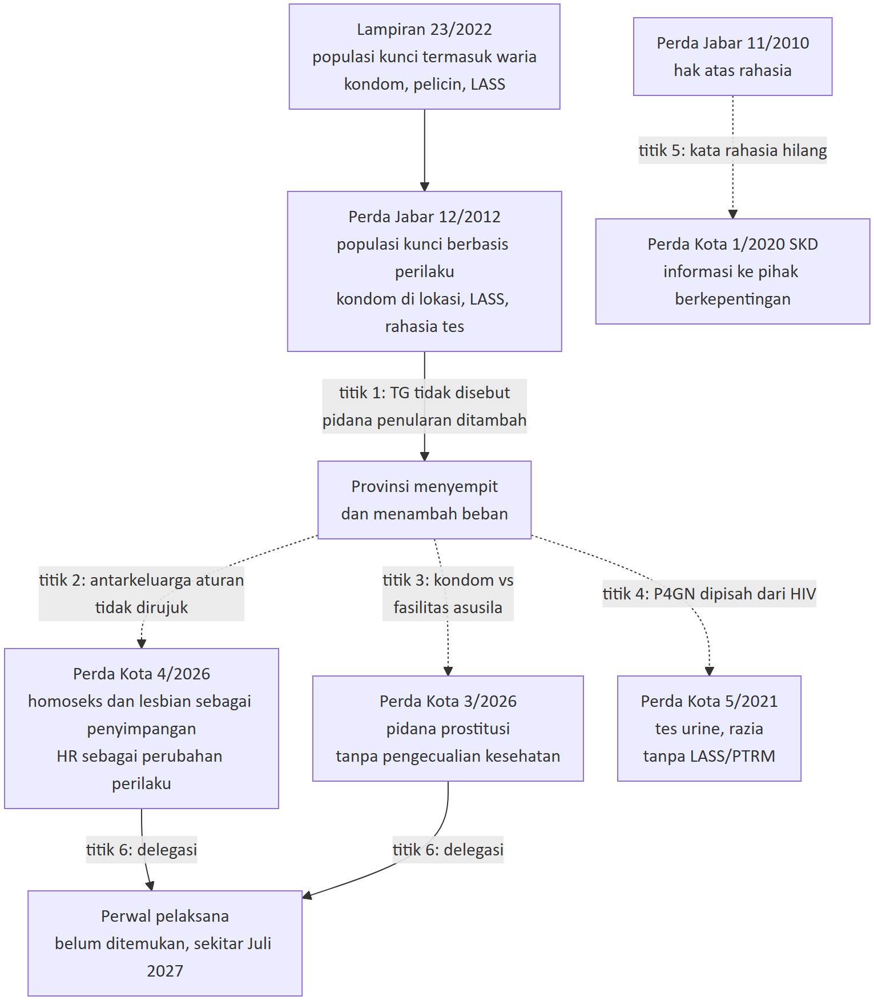 Lampiran 23/2022
populasi kunci termasuk waria
kondom, pelicin, LASS
Perda Jabar 11/2010
hak atas rahasia
titik 5: kata rahasia hilang
Perda Jabar 12/2012
populasi kunci berbasis
perilaku
kondom di lokasi, LASS,
rahasia tes
Perda Kota 1/2020 SKD
informasi ke pihak
berkepentingan
titik 1: TG tidak disebut
pidana penularan ditambah
Provinsi menyempit
dan menambah beban
titik 2: antarkeluarga aturan
tidak dirujuk
titik 3: kondom vs
fasilitas asusila
titik 4: P4GN dipisah dari HIV
Perda Kota 4/2026
homoseks dan lesbian sebagai
penyimpangan
HR sebagai perubahan
perilaku
Perda Kota 3/2026
pidana prostitusi
tanpa pengecualian kesehatan
Perda Kota 5/2021
tes urine, razia
tanpa LASS/PTRM
titik 6: delegasi
titik 6: delegasi
Perwal pelaksana
belum ditemukan, sekitar Juli
2027